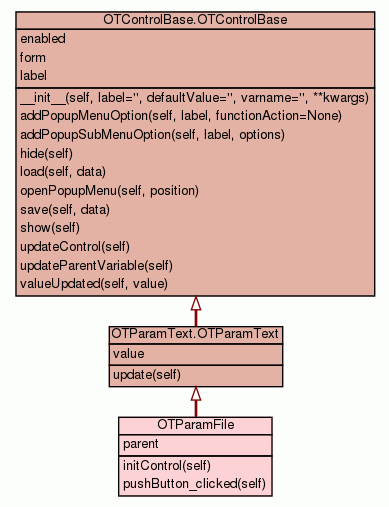 OTControlBase.OTControlBase
enabled
form
label
__init__(self, label='', defaultValue='', varname='', **kwargs)
addPopupMenuOption(self, label, functionAction=None)
addPopupSubMenuOption(self, label, options)
hide(self)
load(self, data)
openPopupMenu(self, position)
save(self, data)
show(self)
updateControl(self)
updateParentVariable(self)
valueUpdated(self, value)
OTParamText.OTParamText
value
update(self)
OTParamFile
parent
initControl(self)
pushButton_clicked(self)